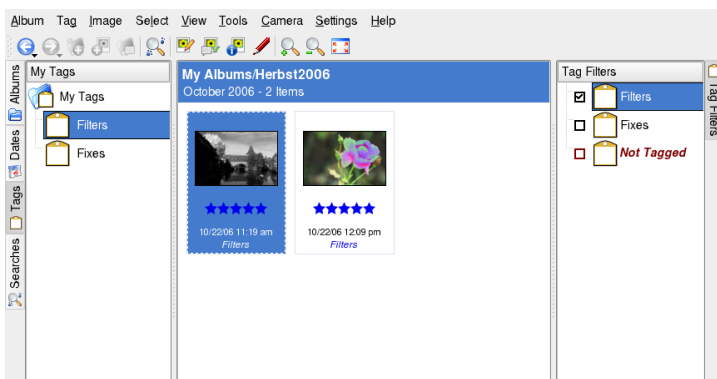 Album Tag Image Select View Tools Camera Settings Help
Albums
Dates
Tags
Searches
My Tags
My Tags
Filters
Fixes
My Albums/Herbst2006
October 2006 - 2 Items
10/22/06 11:19 am
Filters
10/22/06 12:09 pm
Filters
Tag Filters
Filters
Fixes
Not Tagged
Tag Filters